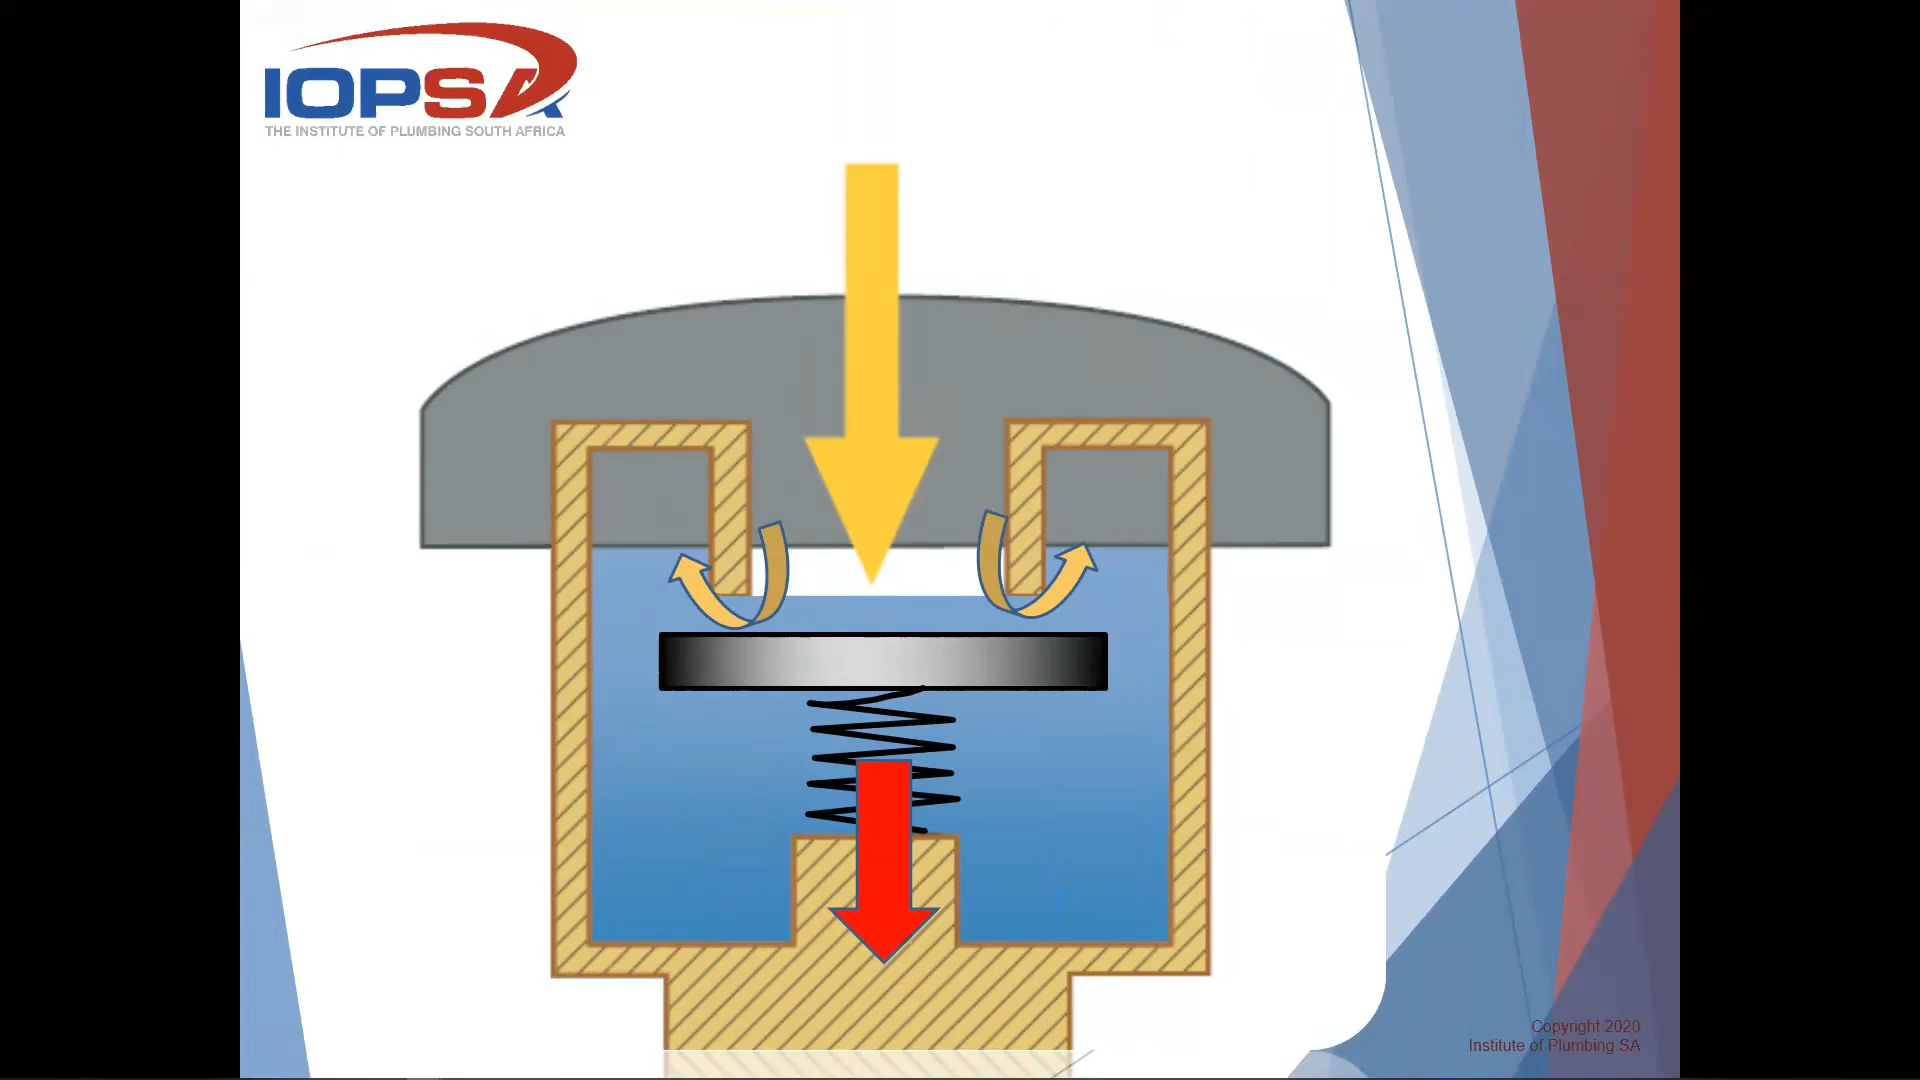 IOPSA
THE INSTITUTE OF PLUMBING SOUTH AFRICA
Copyright 2020
Institute of Plumbing SA